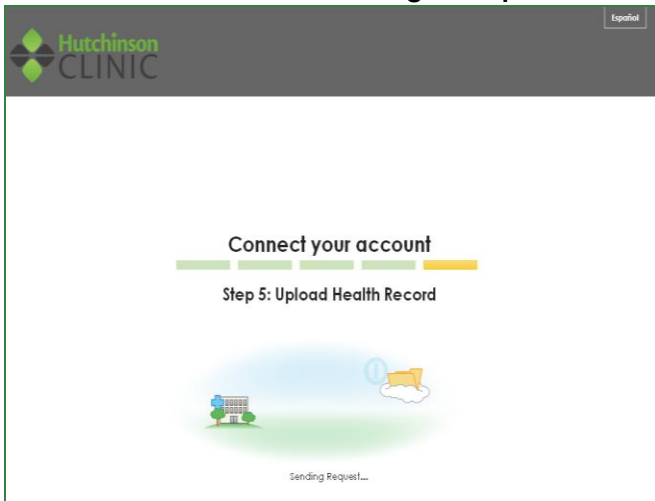 Español
Hutchinson
CLINIC
Connect your account
Step 5: Upload Health Record
Sending Request...